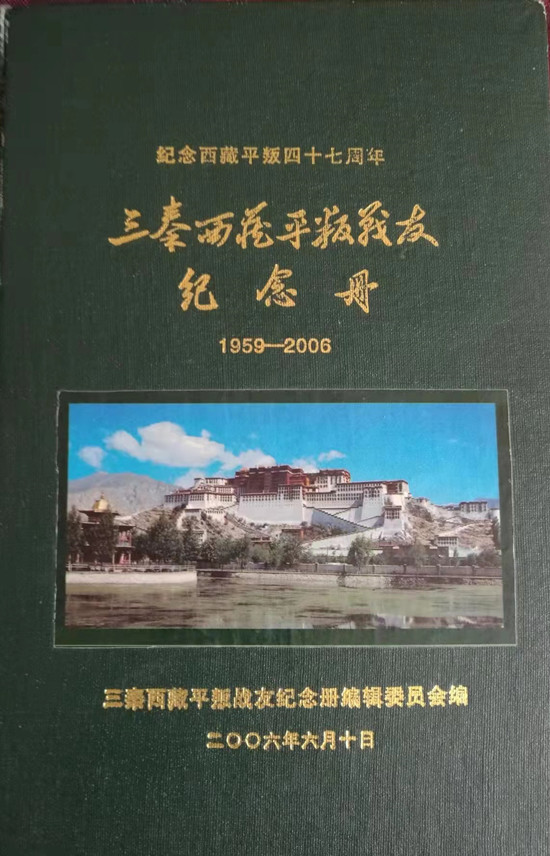 纪念西藏平叛四十七周年
三秦西藏平叛战友
纪念册
1959—2006
三秦西藏平叛战友纪念册编辑委员会编
二〇〇六年六月十日